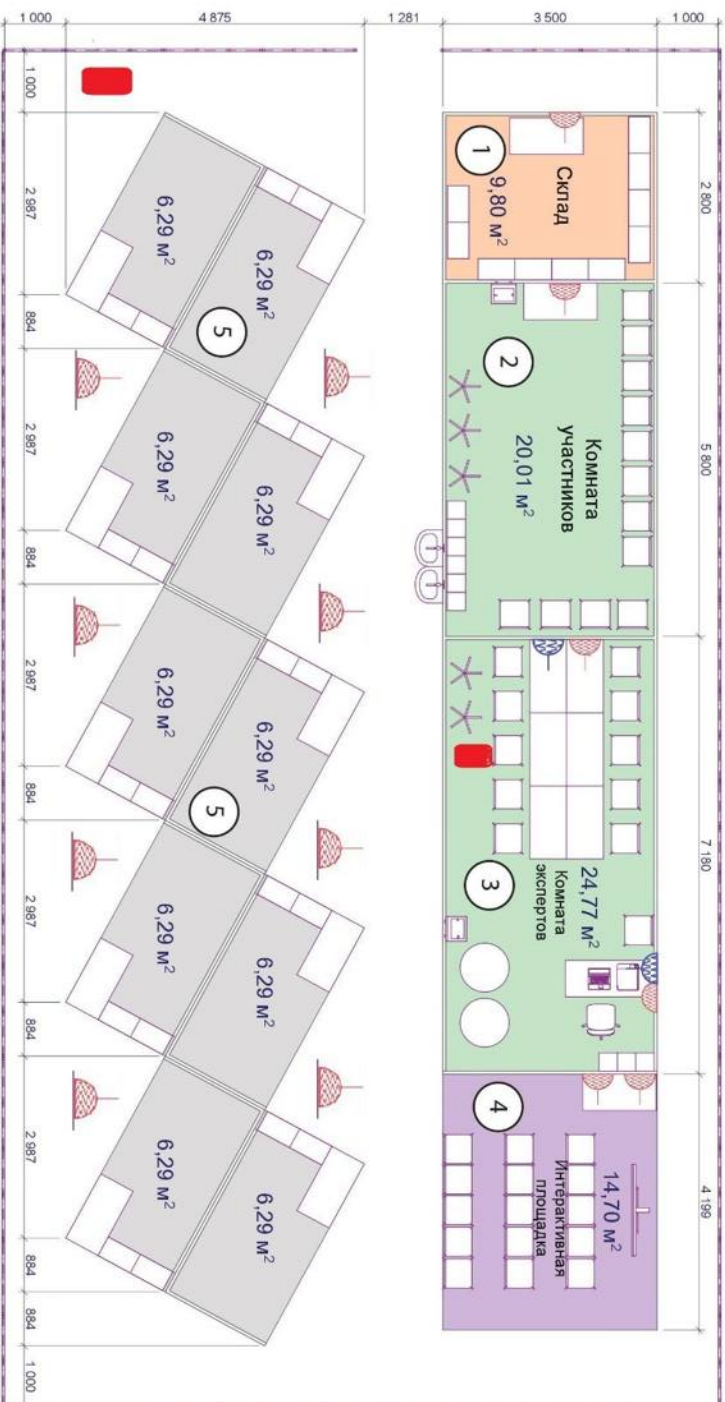 2 800
5 800
7 180
4 199
1 000
3 500
1 281
4 875
1 000
Склад
9,80 м²
1
Комната
участников
20,01 м²
2
24,77 м²
Комната
экспертов
3
14,70 м²
Интерактивная
площадка
4
6,29 м²
6,29 м²
6,29 м²
6,29 м²
6,29 м²
5
5
6,29 м²
6,29 м²
6,29 м²
6,29 м²
6,29 м²
1 000
2 987
884
2 987
884
2 987
884
2 987
884
2 987
884
884
1 000